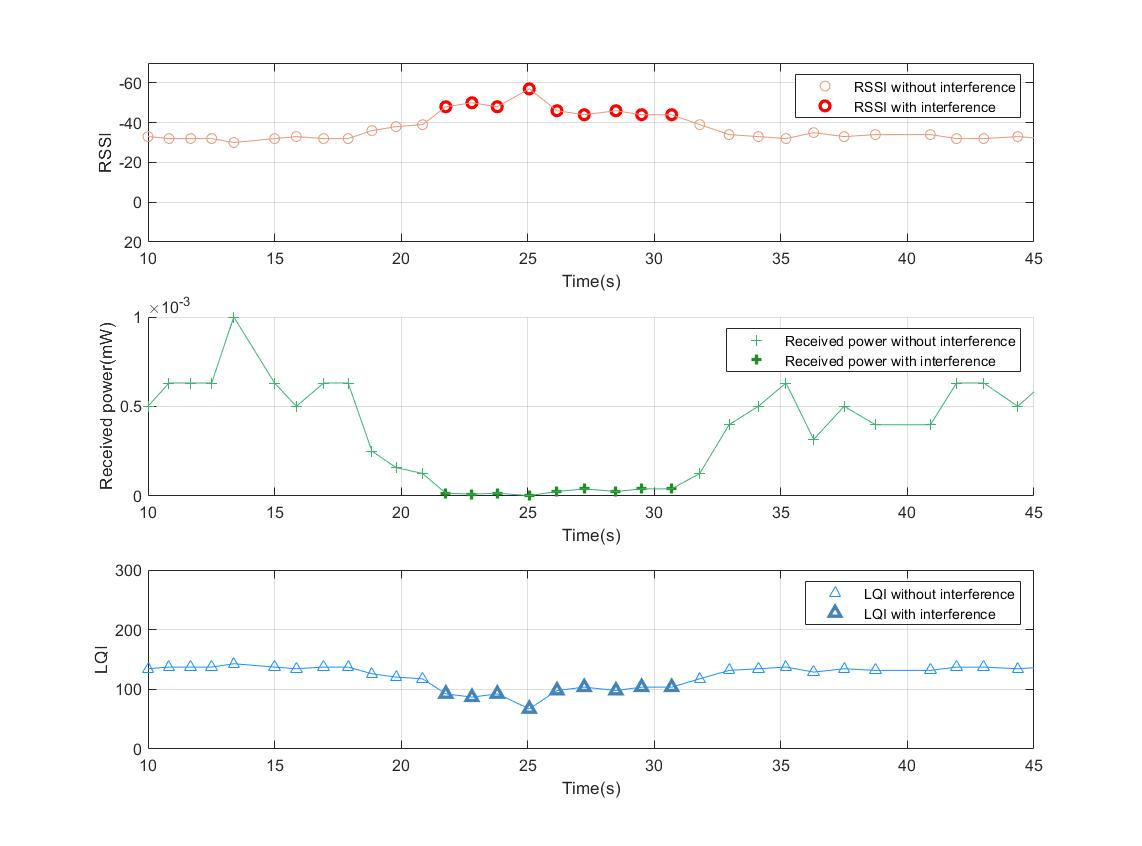 -60
-40
-20
0
20
RSSI
RSSI without interference
RSSI with interference
10 15 20 25 30 35 40 45
Time(s)
×10-3
1
0.5
0
Received power(mW)
Received power without interference
Received power with interference
10 15 20 25 30 35 40 45
Time(s)
300
200
100
0
LQI
LQI without interference
LQI with interference
10 15 20 25 30 35 40 45
Time(s)